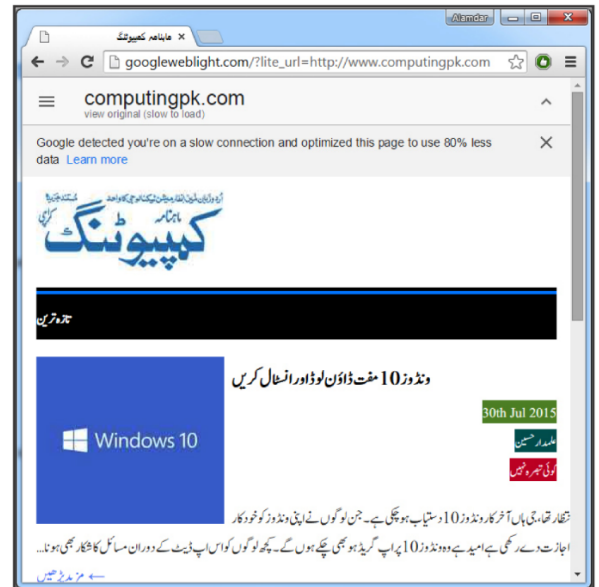 Alamdar
ماہنامہ کمپیوٹنگ
googleweblight.com/?lite_url=http://www.computingpk.com
computingpk.com
view original (slow to load)
Google detected you're on a slow connection and optimized this page to use 80% less
data Learn more
ماہنامہ
کمپیوٹنگ
کراچی
تازہ ترین
ونڈوز 10 مفت ڈاؤن لوڈ اور انسٹال کریں
Windows 10
30th Jul 2015
علمدار حسین
کوئی تبصرہ نہیں
نتظار تھا، جی ہاں آخر کار ونڈوز 10 دستیاب ہوچکی ہے۔ جن لوگوں نے اپنی ونڈوز کو خودکار
اجازت دے رکھی ہے امید ہے وہ ونڈوز 10 پر اپ گریڈ ہو بھی چکے ہوں گے۔ کچھ لوگوں کو اس اپ ڈیٹ کے دوران مسائل کا شکار بھی ہونا...
← مزید پڑھیں